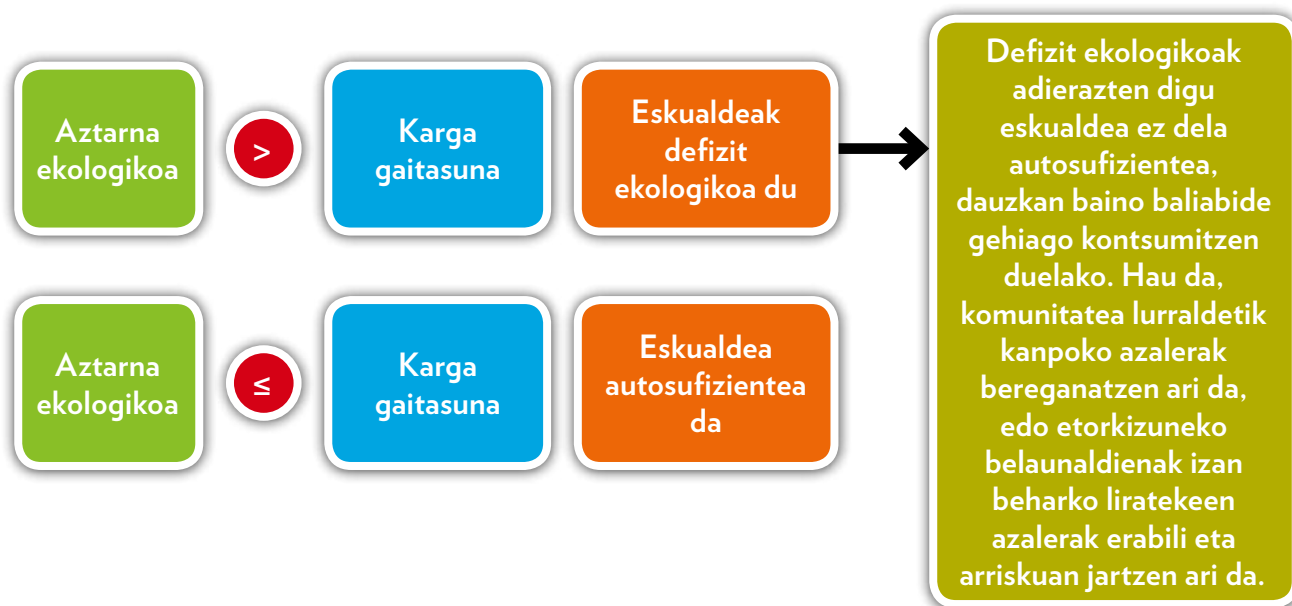 Aztarna
ekologikoa
>
Karga
gaitasuna
Eskualdeak
defizit
ekologikoa du
Defizit ekologikoak
adierazten digu
eskualdea ez dela
autosufizientea,
dauzkan baino baliabide
gehiago kontsumitzen
duelako. Hau da,
komunitatea lurraldetik
kanpoko azalerak
bereganatzen ari da,
edo etorkizuneko
belaunaldienak izan
beharko liratekeen
azalerak erabili eta
arriskuan jartzen ari da.
Aztarna
ekologikoa
≤
Karga
gaitasuna
Eskualdea
autosufizientea
da